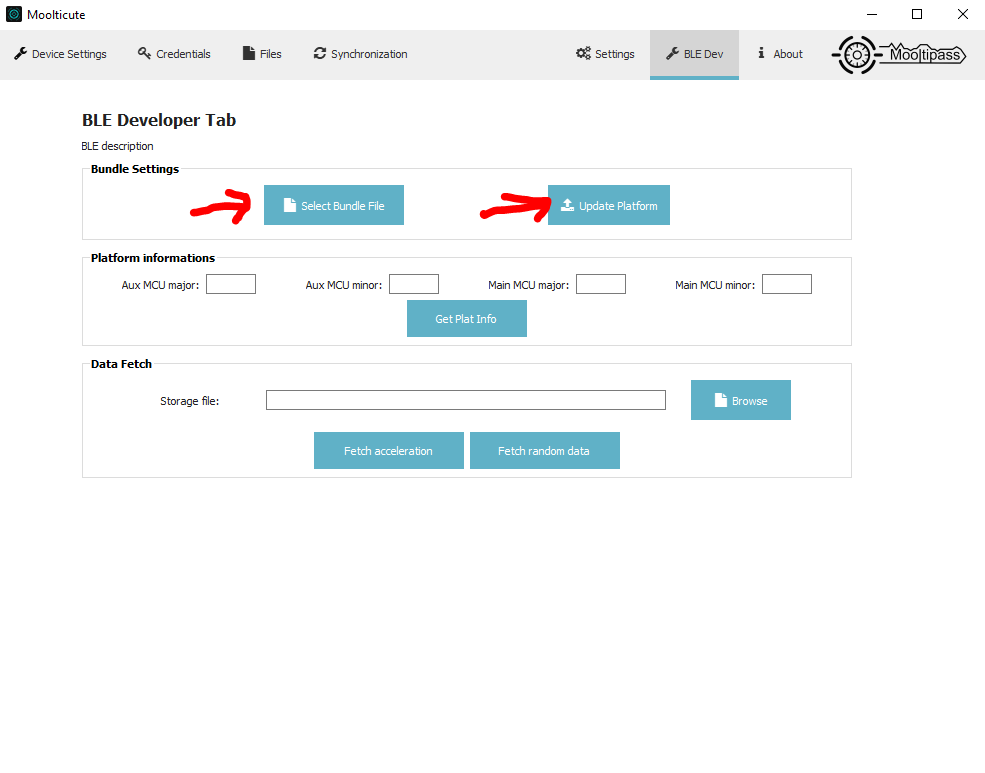 Moolticute
Device Settings Credentials Files Synchronization Settings BLE Dev About Mooltipass
BLE Developer Tab
BLE description
Bundle Settings
Select Bundle File Update Platform
Platform informations
Aux MCU major: Aux MCU minor: Main MCU major: Main MCU minor:
Get Plat Info
Data Fetch
Storage file: Browse
Fetch acceleration Fetch random data